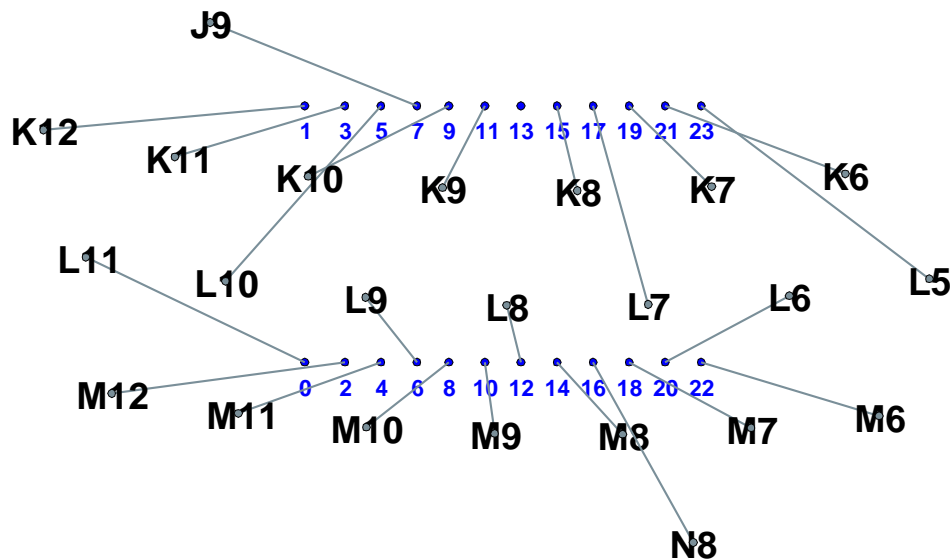 J9
K12
1 3 5 7 9 11 13 15 17 19 21 23
K11 K10 K9 K8 K7 K6
L11 L10 L9 L8 L7 L6 L5
0 2 4 6 8 10 12 14 16 18 20 22
M12 M11 M10 M9 M8 M7 M6
N8